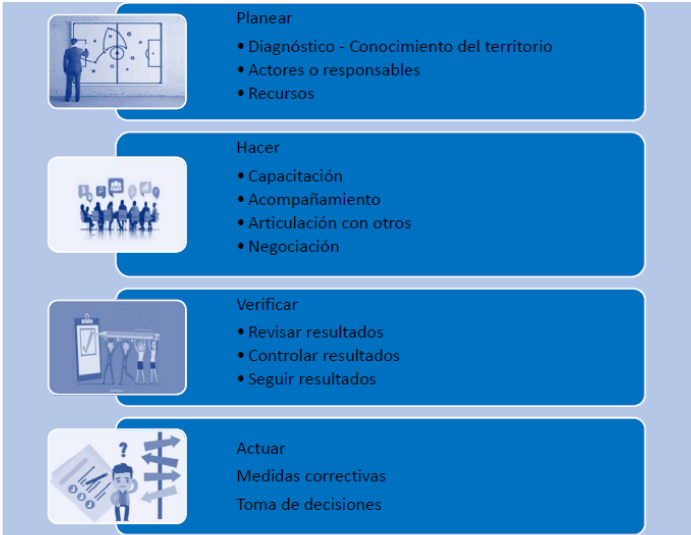 Planear
• Diagnóstico - Conocimiento del territorio
• Actores o responsables
• Recursos
Hacer
• Capacitación
• Acompañamiento
• Articulación con otros
• Negociación
Verificar
• Revisar resultados
• Controlar resultados
• Seguir resultados
?
Actuar
Medidas correctivas
Toma de decisiones